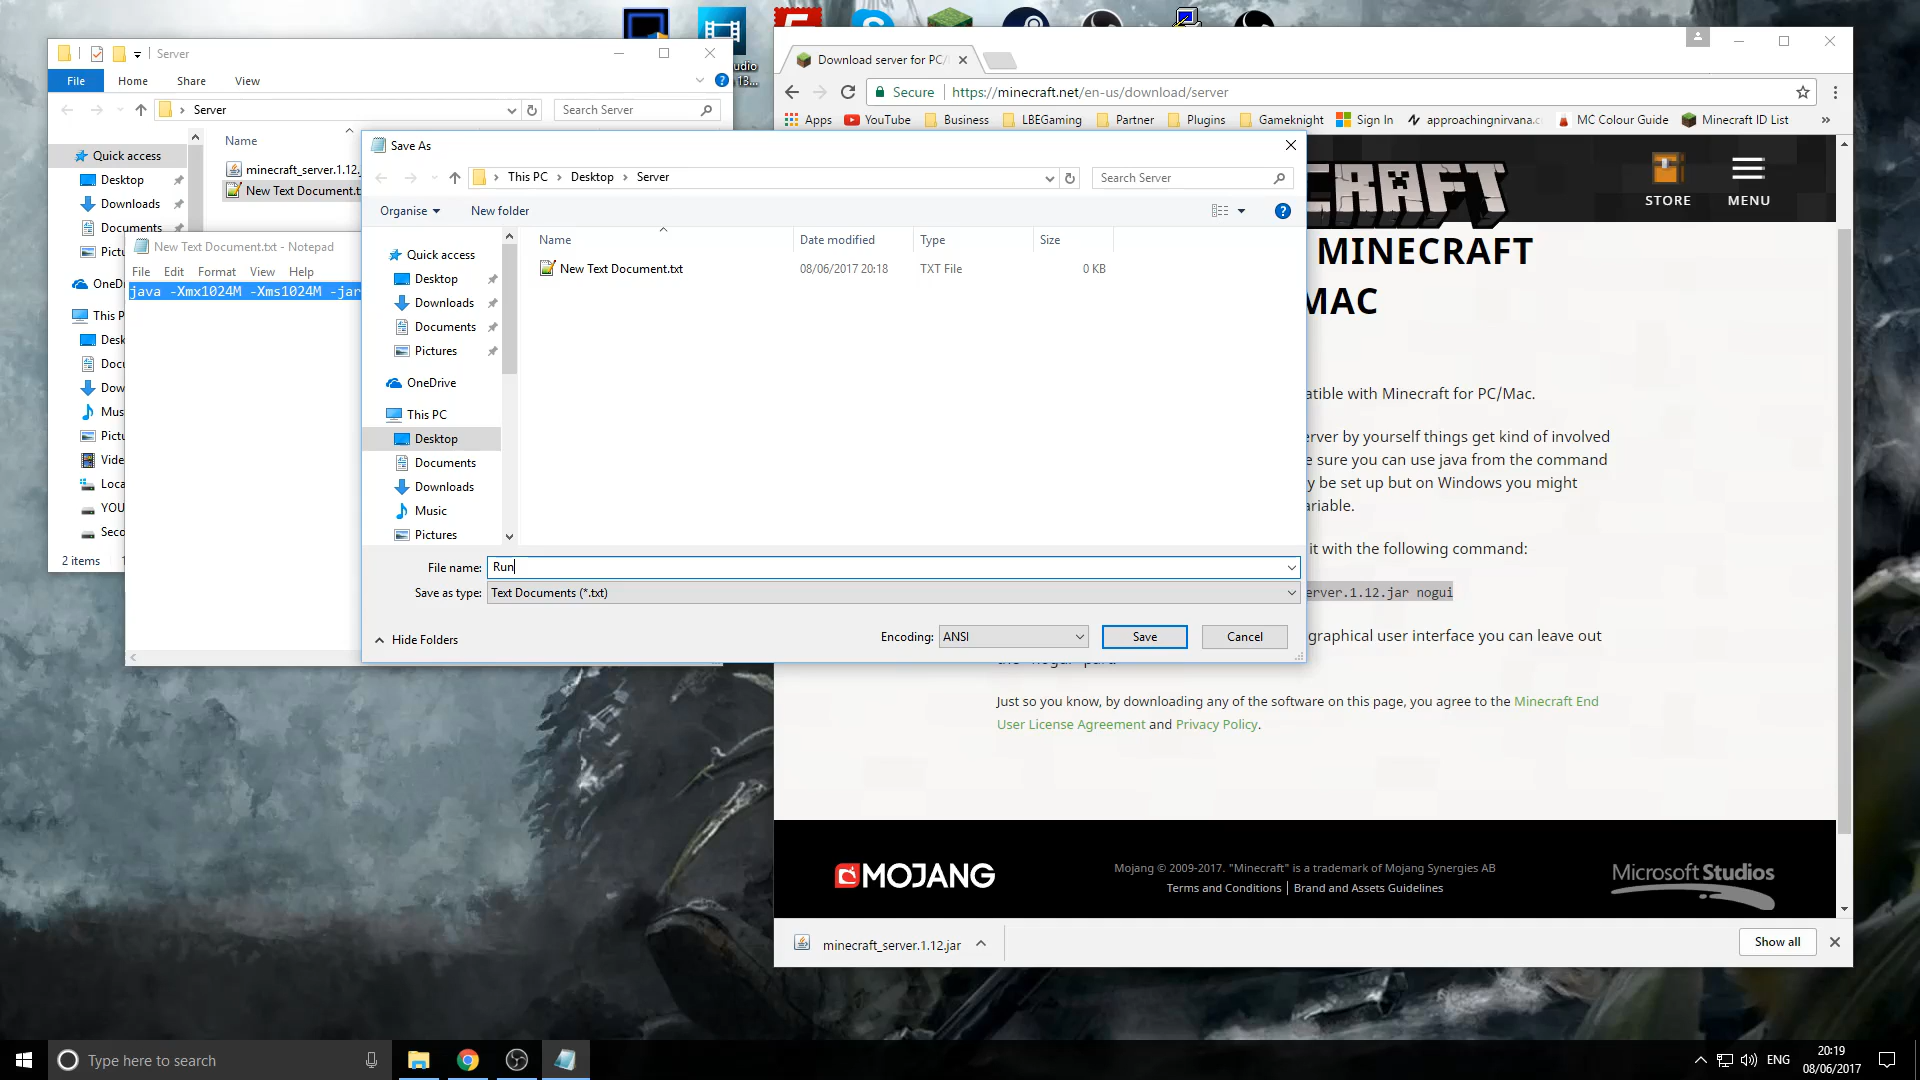 Server
File
Home
Share
View
Server
Search Server
Name
Quick access
Desktop
Downloads
Documents
minecraft_server.1.12.
New Text Document.t
OneD
This P
Desk
Docu
Dow
Mus
Pictu
Vide
Loca
YOU
Seco
2 items
New Text Document.txt - Notepad
File Edit Format View Help
java -Xmx1024M -Xms1024M -jar
Save As
This PC
Desktop
Server
Search Server
Organise
New folder
Name
Date modified
Type
Size
New Text Document.txt
08/06/2017 20:18
TXT File
0 KB
Quick access
Desktop
Downloads
Documents
Pictures
OneDrive
This PC
Desktop
Documents
Downloads
Music
Pictures
File name:
Run
Save as type:
Text Documents (*.txt)
Hide Folders
Encoding:
ANSI
Save
Cancel
Download server for PC/
Secure
https://minecraft.net/en-us/download/server
Apps
YouTube
Business
LBEGaming
Partner
Plugins
Gameknight
Sign In
approachingnirvana.c
MC Colour Guide
Minecraft ID List
»
CRAFT
STORE
MENU
MINECRAFT
MAC
atible with Minecraft for PC/Mac.
erver by yourself things get kind of involved
e sure you can use java from the command
y be set up but on Windows you might
ariable.
it with the following command:
erver.1.12.jar nogui
graphical user interface you can leave out
Just so you know, by downloading any of the software on this page, you agree to the Minecraft End
User License Agreement and Privacy Policy.
MOJANG
Mojang © 2009-2017. "Minecraft" is a trademark of Mojang Synergies AB
Terms and Conditions | Brand and Assets Guidelines
Microsoft Studios
minecraft_server.1.12.jar
Show all
Type here to search
ENG
20:19
08/06/2017